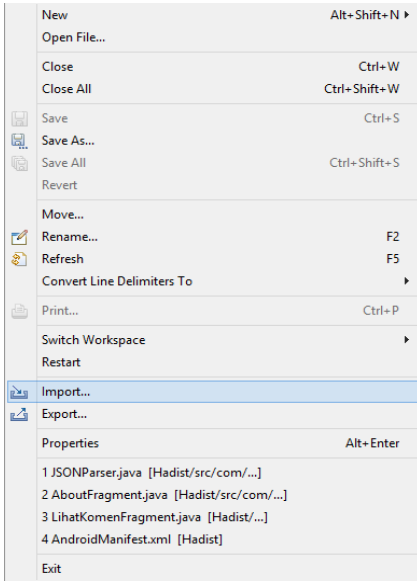 New Alt+Shift+N
Open File...
Close Ctrl+W
Close All Ctrl+Shift+W
Save Ctrl+S
Save As...
Save All Ctrl+Shift+S
Revert
Move...
Rename... F2
Refresh F5
Convert Line Delimiters To
Print... Ctrl+P
Switch Workspace
Restart
Import...
Export...
Properties Alt+Enter
1 JSONParser.java [Hadist/src/com/...]
2 AboutFragment.java [Hadist/src/com/...]
3 LihatKomenFragment.java [Hadist/...]
4 AndroidManifest.xml [Hadist]
Exit